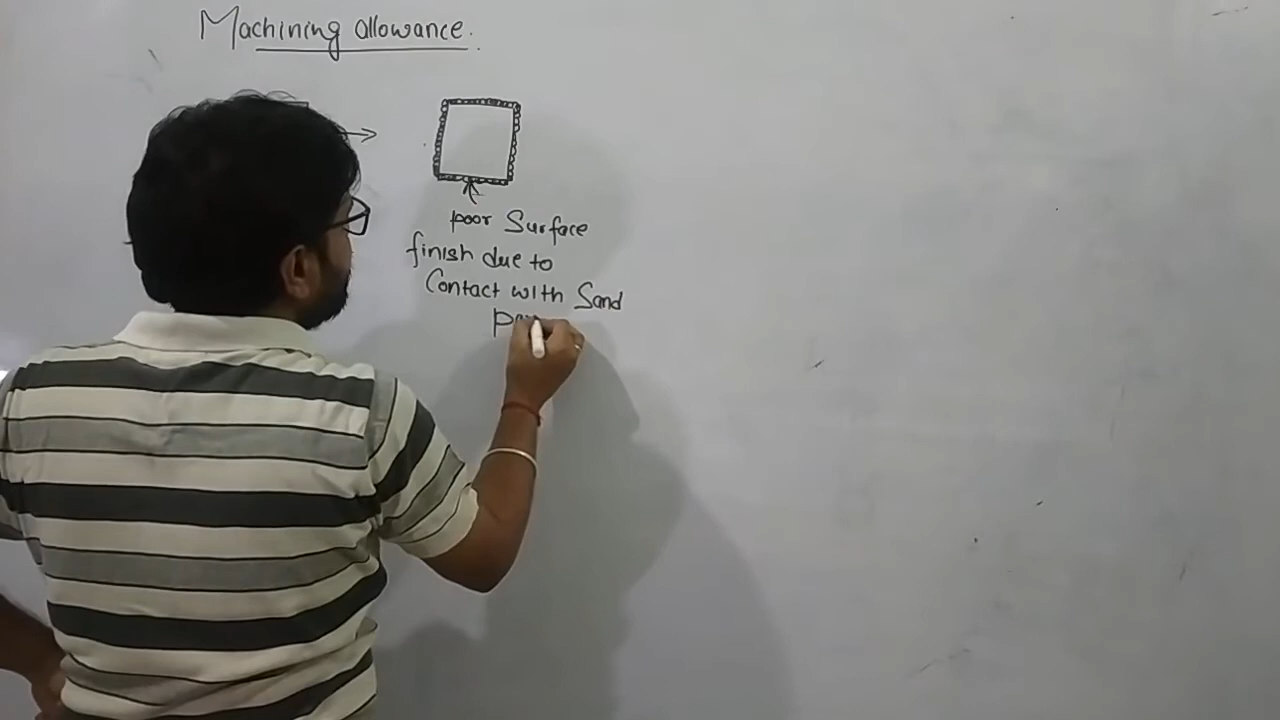 Machining allowance.
poor Surface
finish due to
Contact with Sand